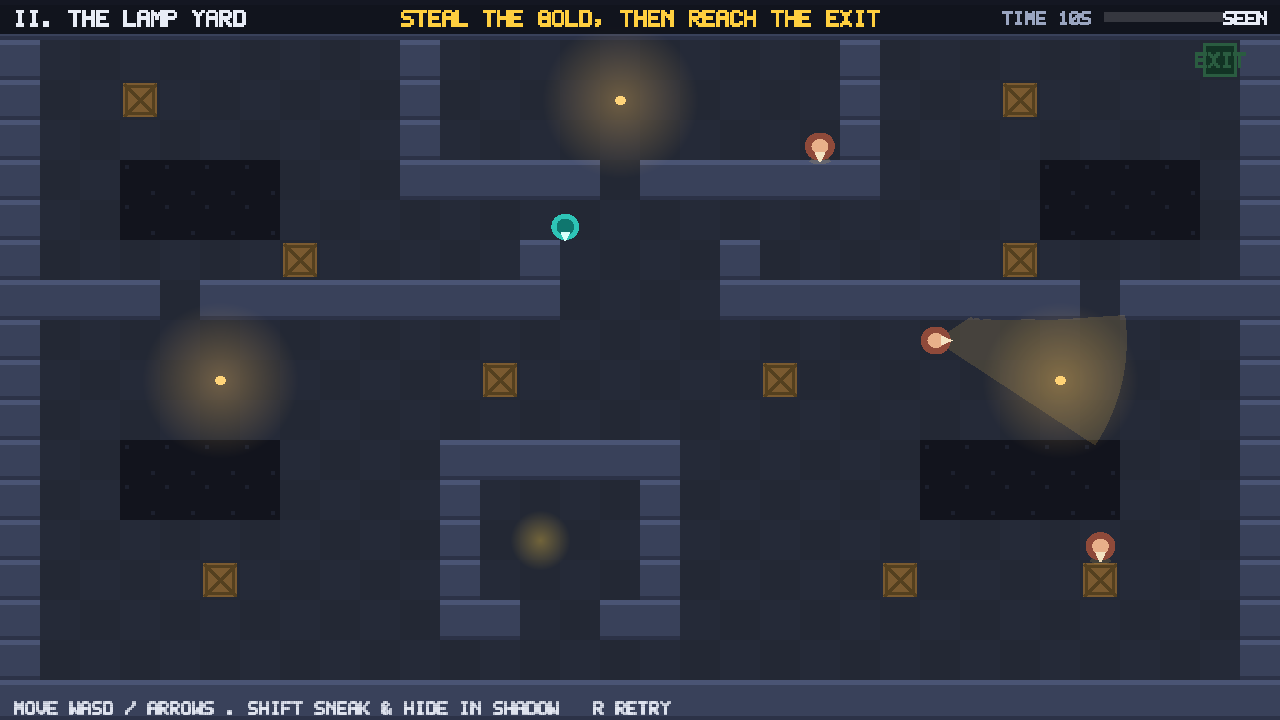 II. THE LAMP YARD
STEAL THE GOLD, THEN REACH THE EXIT
TIME 10S
SEEN
EXIT
MOVE WASD / ARROWS . SHIFT SNEAK & HIDE IN SHADOW R RETRY